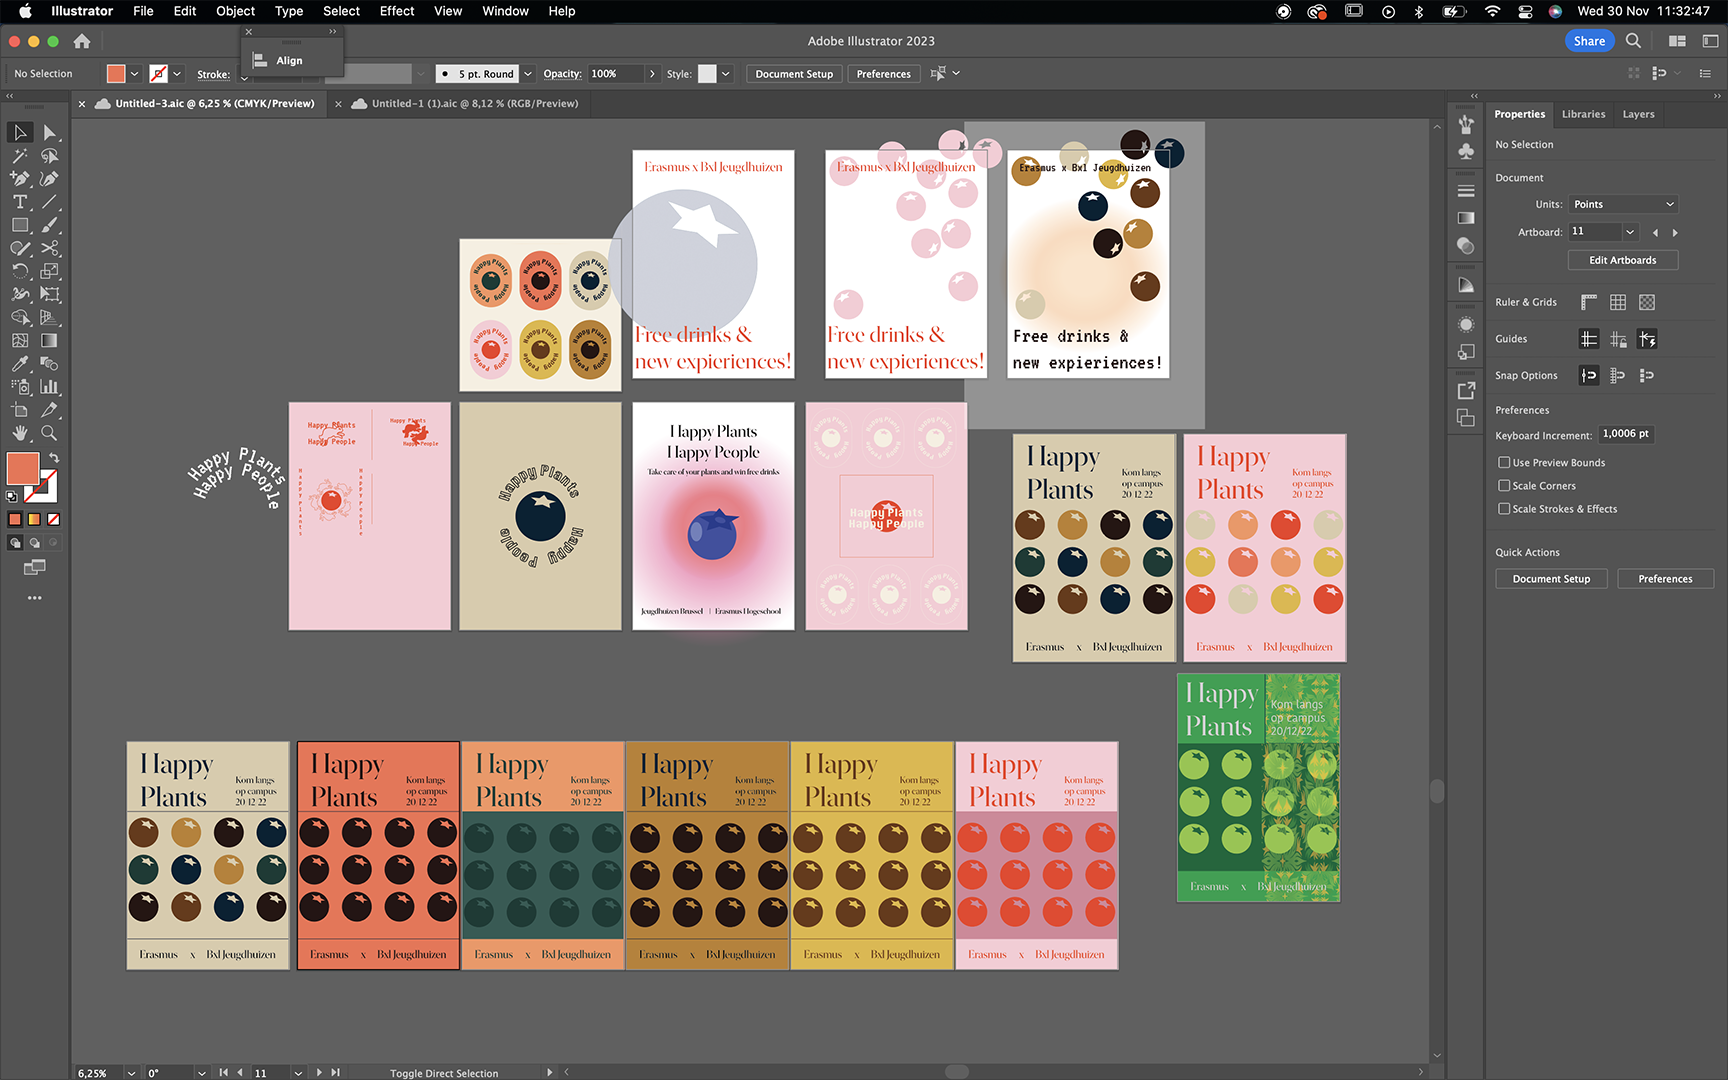 Illustrator File Edit Object Type Select Effect View Window Help
Wed 30 Nov 11:32:47
Adobe Illustrator 2023
Share
Align
No Selection
Stroke:
5 pt. Round
Opacity: 100%
Style:
Document Setup
Preferences
Untitled-3.aic @ 6,25 % (CMYK/Preview)
Untitled-1 (1).aic @ 8,12 % (RGB/Preview)
Properties Libraries Layers
No Selection
Document
Units: Points
Artboard: 11
Edit Artboards
Ruler & Grids
Guides
Snap Options
Preferences
Keyboard Increment: 1,0006 pt
Use Preview Bounds
Scale Corners
Scale Strokes & Effects
Quick Actions
Document Setup
Preferences
Erasmus x Bxl Jeugdhuizen
Free drinks &
new expieriences!
Erasmus x Bxl Jeugdhuizen
Free drinks &
new expieriences!
Erasmus x Bxl Jeugdhuizen
Free drinks &
new expieriences!
Happy Plants
Happy People
Happy Plants
Happy People
Happy Plants
Happy People
Happy Plants
Happy People
Happy Plants
Happy People
Happy Plants
Happy People
Take care of your plants and win free drinks
Jeugdhuizen Brussel | Erasmus Hogeschool
Happy Plants
Happy People
Happy
Plants
Kom langs
op campus
20 12 22
Erasmus x Bxl Jeugdhuizen
Happy
Plants
Kom langs
op campus
20 12 22
Erasmus x Bxl Jeugdhuizen
Happy
Plants
Kom langs
op campus
20/12/22
Erasmus x Bxl Jeugdhuizen
Happy
Plants
Kom langs
op campus
20 12 22
Erasmus x Bxl Jeugdhuizen
Happy
Plants
Kom langs
op campus
20 12 22
Erasmus x Bxl Jeugdhuizen
Happy
Plants
Kom langs
op campus
20 12 22
Erasmus x Bxl Jeugdhuizen
Happy
Plants
Kom langs
op campus
20 12 22
Erasmus x Bxl Jeugdhuizen
Happy
Plants
Kom langs
op campus
20 12 22
Erasmus x Bxl Jeugdhuizen
Happy
Plants
Kom langs
op campus
20 12 22
Erasmus x Bxl Jeugdhuizen
6,25% 0° 11 Toggle Direct Selection